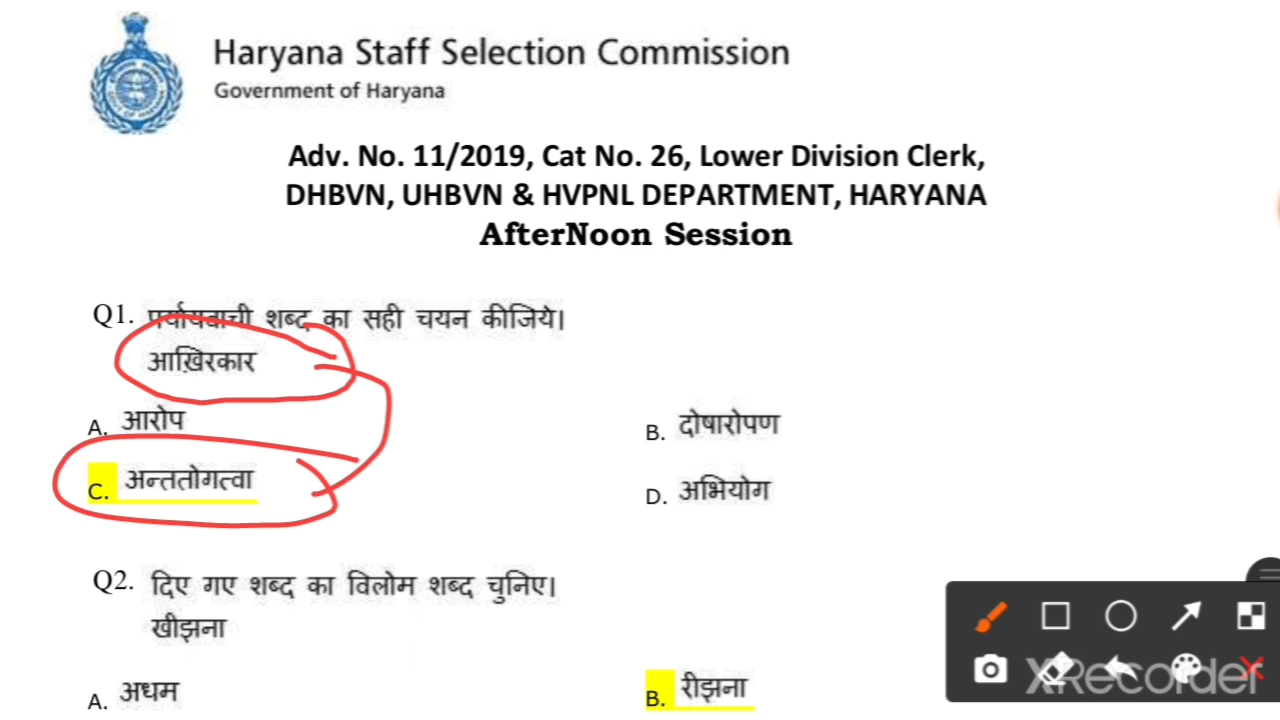 Haryana Staff Selection Commission
Government of Haryana
Adv. No. 11/2019, Cat No. 26, Lower Division Clerk,
DHBVN, UHBVN & HVPNL DEPARTMENT, HARYANA
AfterNoon Session
Q1. पर्यायवाची शब्द का सही चयन कीजिये।
आख़िरकार
A. आरोप
B. दोषारोपण
C. अन्ततोगत्वा
D. अभियोग
Q2. दिए गए शब्द का विलोम शब्द चुनिए।
खीझना
A. अधम
B. रीझना
XRecorder